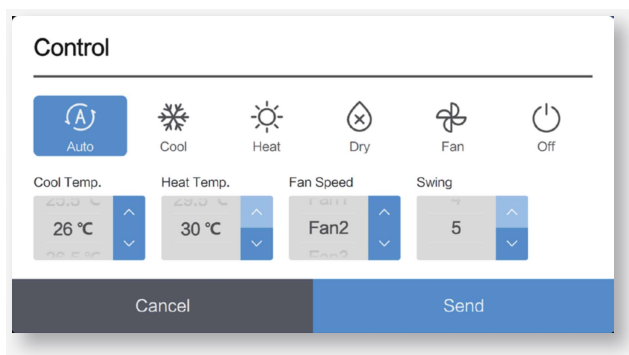 Control
Auto Cool Heat Dry Fan Off
Cool Temp. Heat Temp. Fan Speed Swing
26 °C 30 °C Fan2 5
Cancel Send